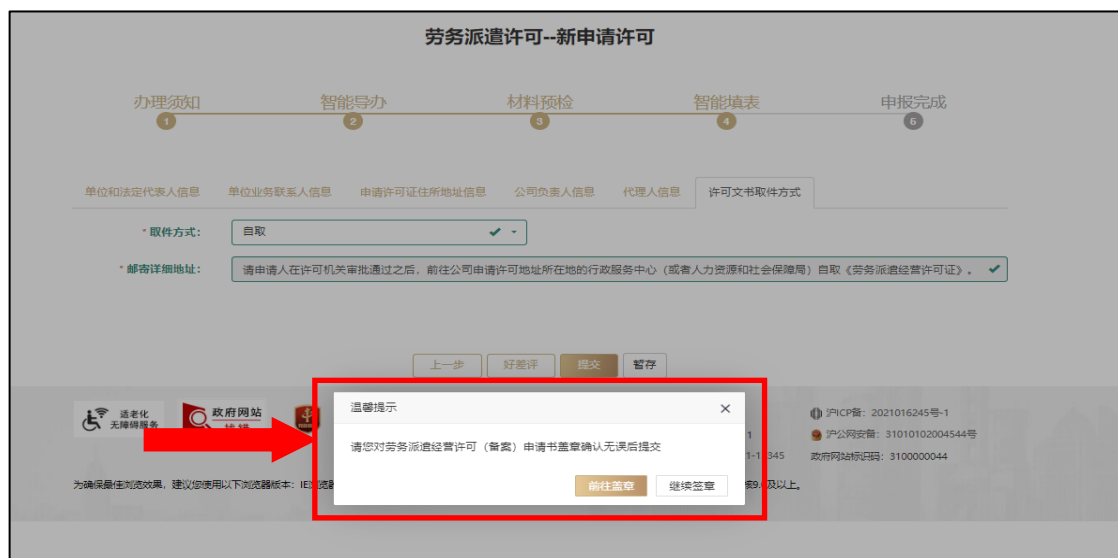 劳务派遣许可--新申请许可
办理须知 智能导办 材料预检 智能填表 申报完成
1 2 3 4 5
单位和法定代表人信息 单位业务联系人信息 申请许可证住所地址信息 公司负责人信息 代理人信息 许可文书取件方式
*取件方式： 自取
*邮寄详细地址： 请申请人在许可机关审批通过之后，前往公司申请许可地址所在地的行政服务中心（或者人力资源和社会保障局）自取《劳务派遣经营许可证》。
上一步 好差评 提交 暂存
适老化 政府网站
无障碍服务 找错
温馨提示 ×
沪ICP备：2021016245号-1
请您对劳务派遣经营许可（备案）申请书盖章确认无误后提交
沪公网安备：31010102004544号
政府网站标识码：3100000044
前往盖章 继续签章
为确保最佳浏览效果，建议您使用以下浏览器版本：IE浏览器
及以上。